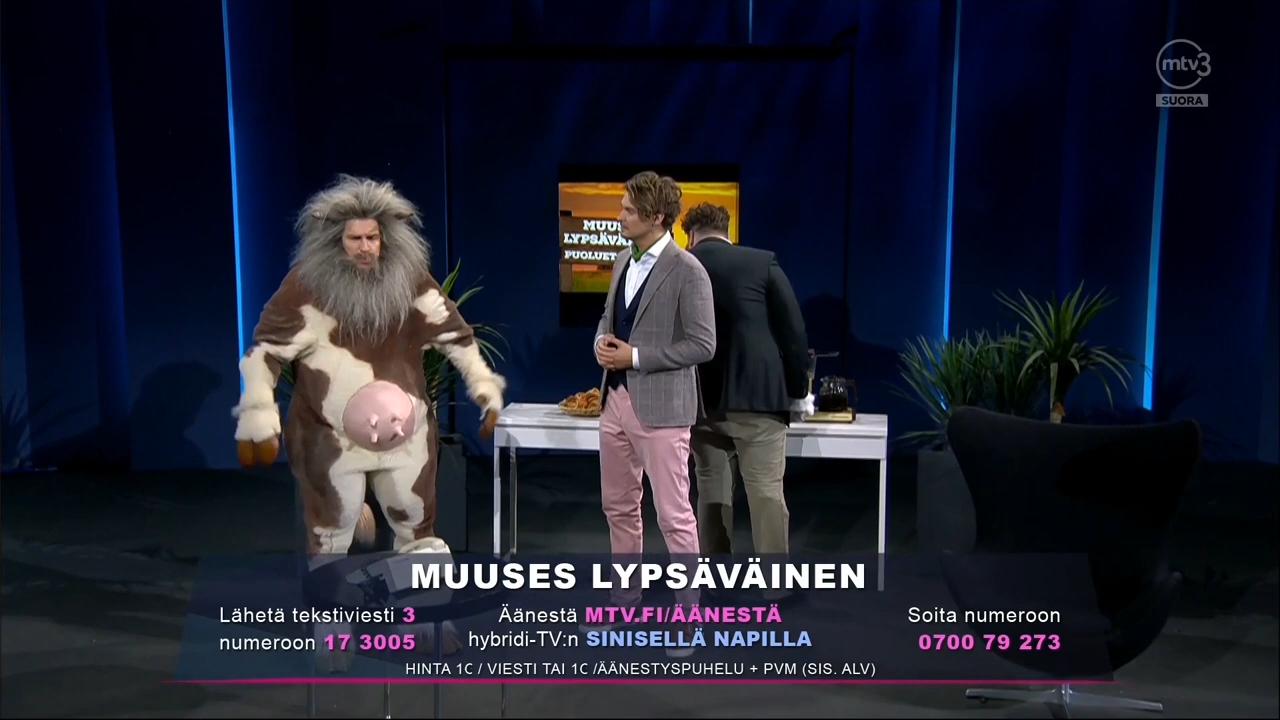 mtv3
SUORA
MUUSES LYPSÄVÄINEN
Lähetä tekstiviesti 3
numeroon 17 3005
Äänestä MTV.FI/ÄÄNESTÄ
hybridi-TV:n SINISELLÄ NAPILLA
Soita numeroon
0700 79 273
HINTA 1€ / VIESTI TAI 1€ /ÄÄNESTYSPUHELU + PVM (SIS. ALV)